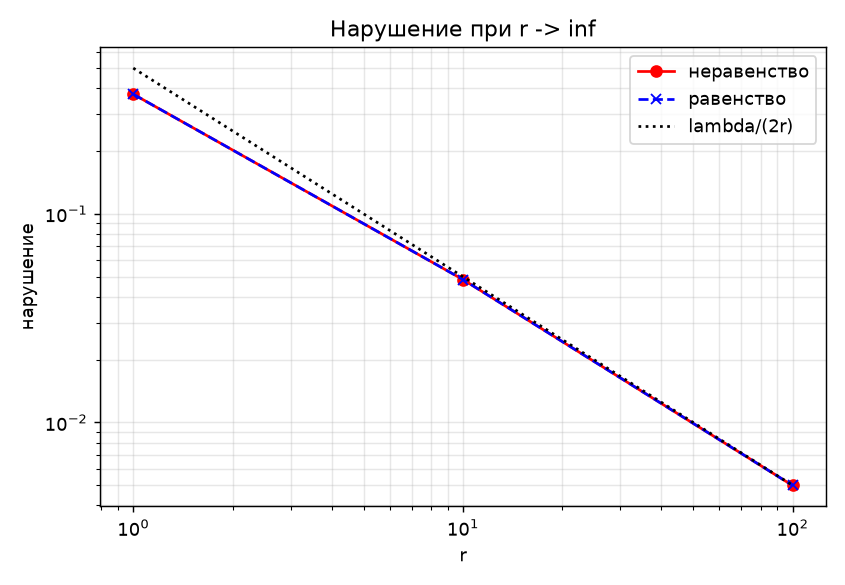 Нарушение при r -> inf
неравенство
равенство
lambda/(2r)
нарушение
10⁻¹
10⁻²
10⁰
10¹
10²
r